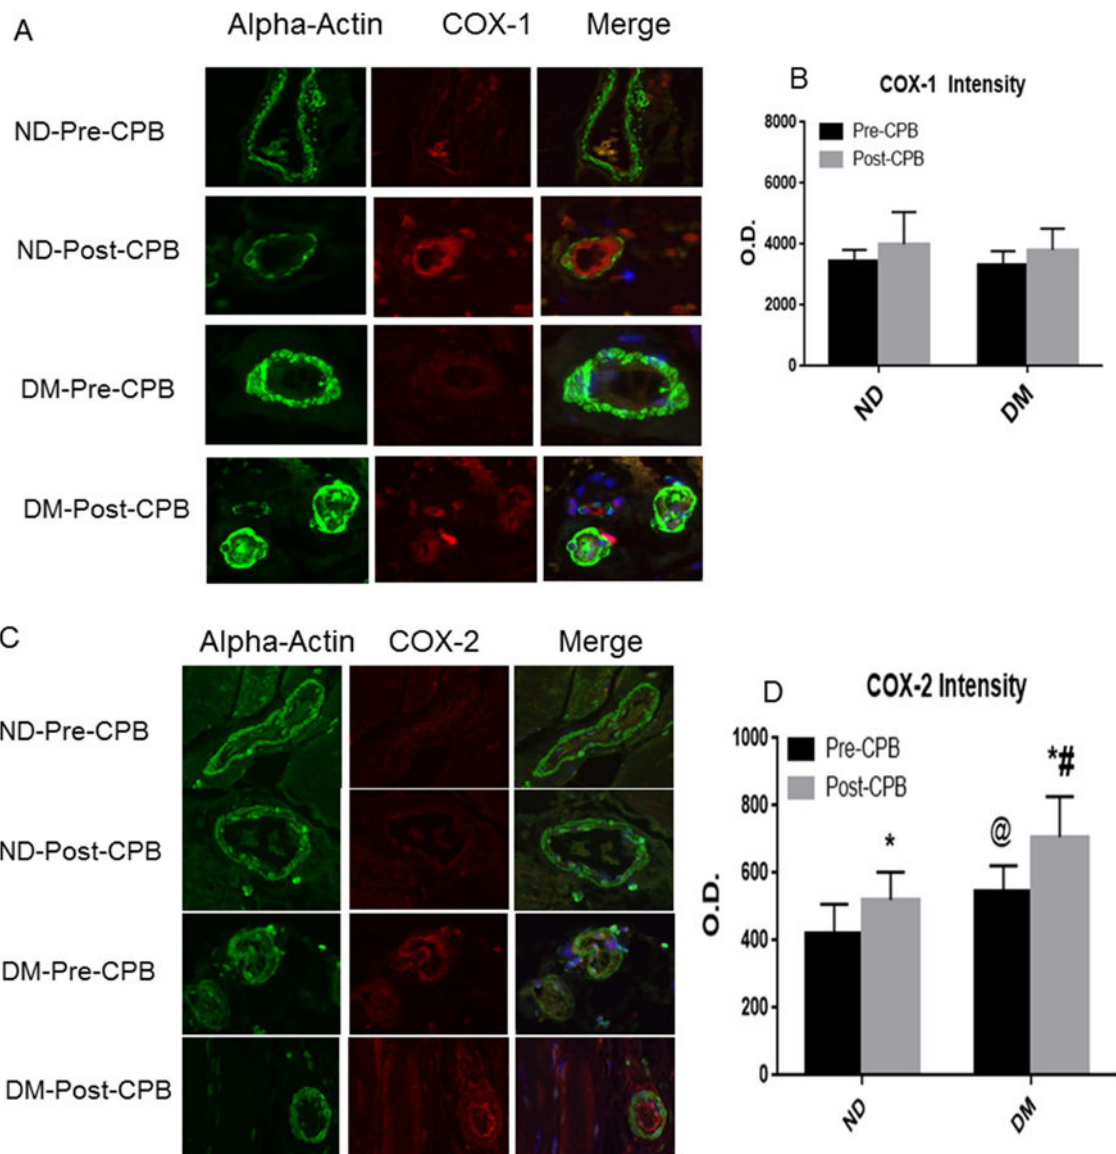 A
Alpha-Actin COX-1 Merge
ND-Pre-CPB
ND-Post-CPB
DM-Pre-CPB
DM-Post-CPB
B
COX-1 Intensity
8000
6000
4000
2000
0
O.D.
Pre-CPB
Post-CPB
ND DM
C
Alpha-Actin COX-2 Merge
ND-Pre-CPB
ND-Post-CPB
DM-Pre-CPB
DM-Post-CPB
D
COX-2 Intensity
1000
800
600
400
200
0
O.D.
Pre-CPB
Post-CPB
*
@
*#
ND DM